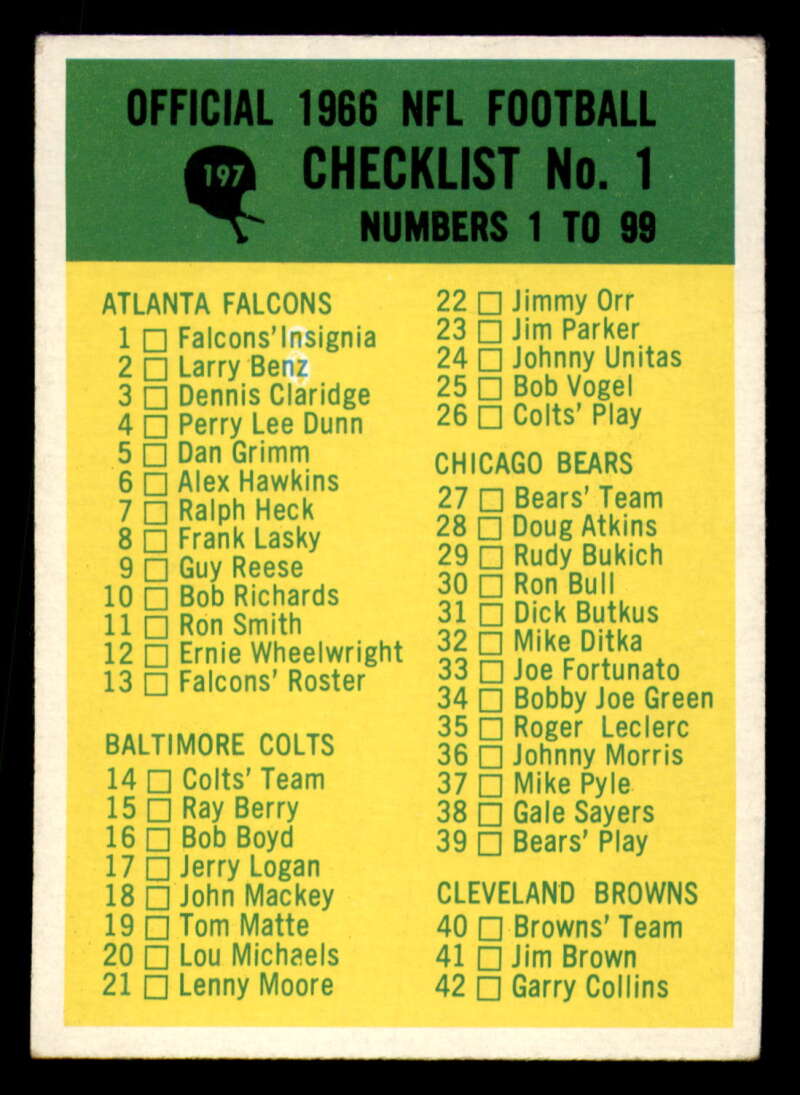 OFFICIAL 1966 NFL FOOTBALL
197
CHECKLIST No. 1
NUMBERS 1 TO 99
ATLANTA FALCONS
1 Falcons' Insignia
2 Larry Benz
3 Dennis Claridge
4 Perry Lee Dunn
5 Dan Grimm
6 Alex Hawkins
7 Ralph Heck
8 Frank Lasky
9 Guy Reese
10 Bob Richards
11 Ron Smith
12 Ernie Wheelwright
13 Falcons' Roster
BALTIMORE COLTS
14 Colts' Team
15 Ray Berry
16 Bob Boyd
17 Jerry Logan
18 John Mackey
19 Tom Matte
20 Lou Michaels
21 Lenny Moore
22 Jimmy Orr
23 Jim Parker
24 Johnny Unitas
25 Bob Vogel
26 Colts' Play
CHICAGO BEARS
27 Bears' Team
28 Doug Atkins
29 Rudy Bukich
30 Ron Bull
31 Dick Butkus
32 Mike Ditka
33 Joe Fortunato
34 Bobby Joe Green
35 Roger Leclerc
36 Johnny Morris
37 Mike Pyle
38 Gale Sayers
39 Bears' Play
CLEVELAND BROWNS
40 Browns' Team
41 Jim Brown
42 Garry Collins